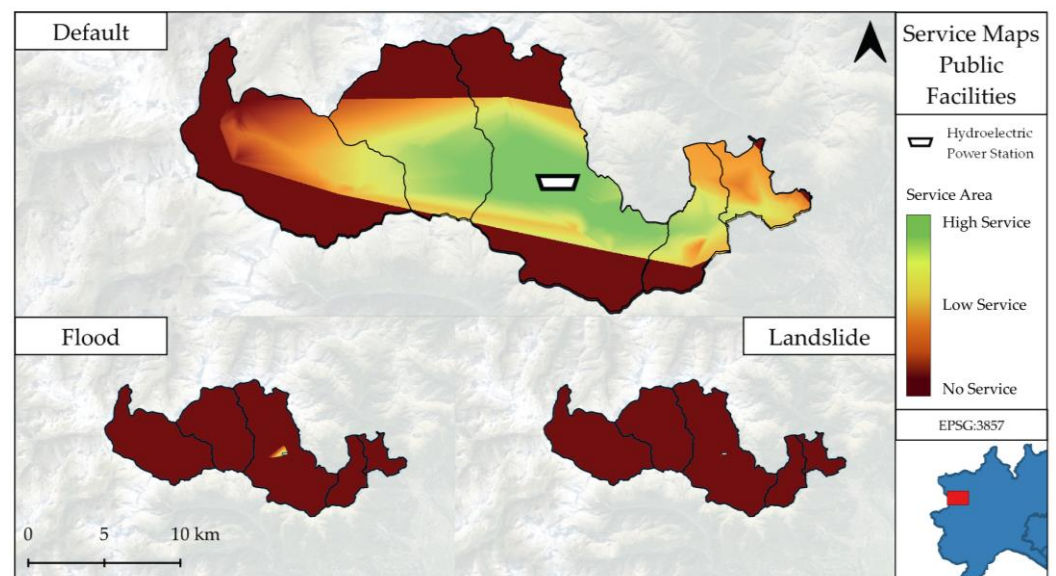 Default
Service Maps
Public
Facilities
Hydroelectric
Power Station
Service Area
High Service
Low Service
No Service
Flood
Landslide
0 5 10 km
EPSG:3857